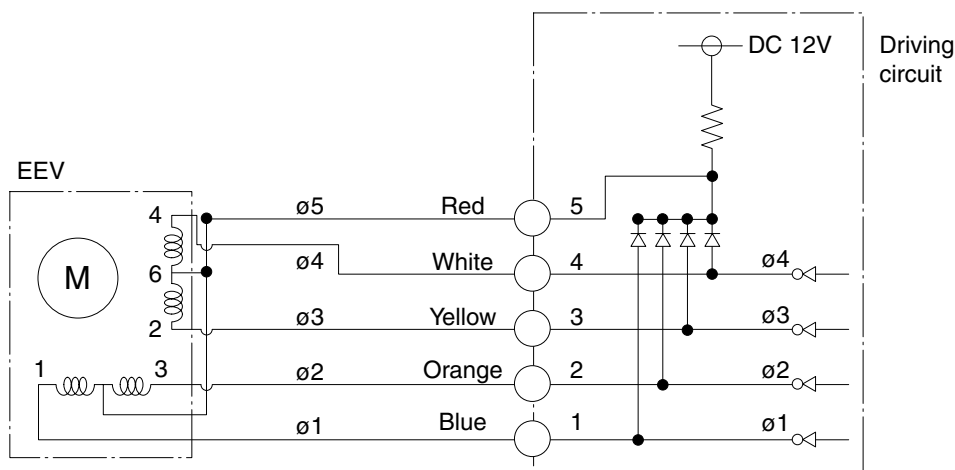 DC 12V
Driving
circuit
EEV
4 ø5 Red 5
M 6 ø4 White 4 ø4
2 ø3 Yellow 3 ø3
1 3 ø2 Orange 2 ø2
ø1 Blue 1 ø1